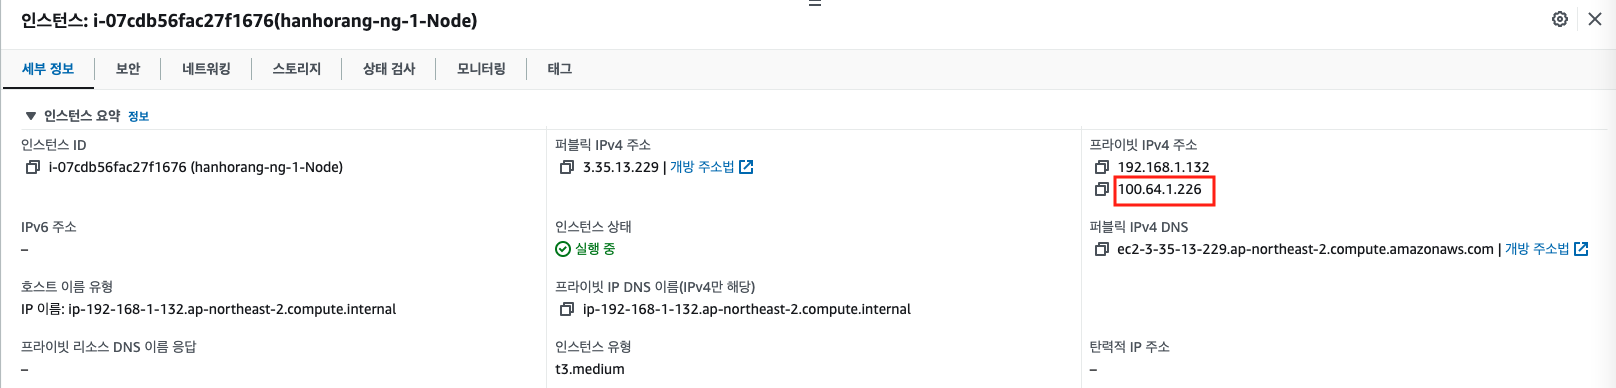 인스턴스: i-07cdb56fac27f1676(hanhorang-ng-1-Node)
세부 정보 보안 네트워킹 스토리지 상태 검사 모니터링 태그
▼ 인스턴스 요약 정보
인스턴스 ID
i-07cdb56fac27f1676 (hanhorang-ng-1-Node)
퍼블릭 IPv4 주소
3.35.13.229 | 개방 주소법
프라이빗 IPv4 주소
192.168.1.132
100.64.1.226
IPv6 주소
–
인스턴스 상태
실행 중
퍼블릭 IPv4 DNS
ec2-3-35-13-229.ap-northeast-2.compute.amazonaws.com | 개방 주소법
호스트 이름 유형
IP 이름: ip-192-168-1-132.ap-northeast-2.compute.internal
프라이빗 IP DNS 이름(IPv4만 해당)
ip-192-168-1-132.ap-northeast-2.compute.internal
프라이빗 리소스 DNS 이름 응답
–
인스턴스 유형
t3.medium
탄력적 IP 주소
–